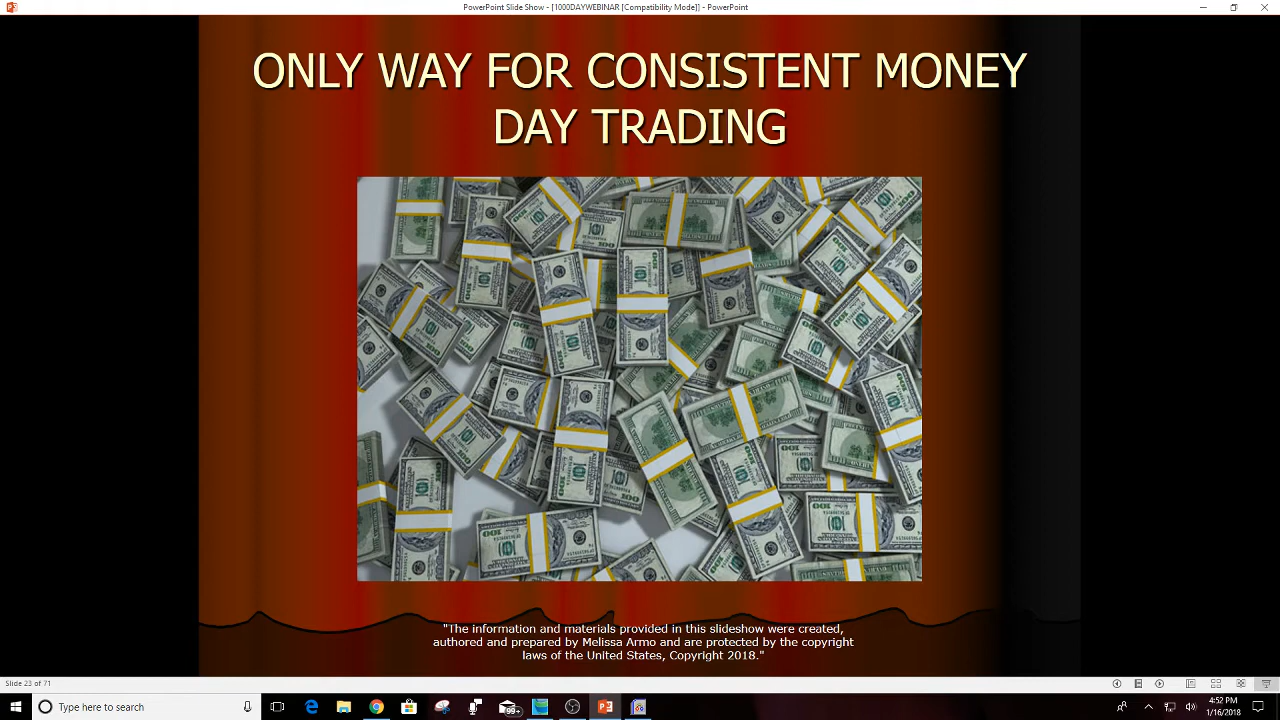 PowerPoint Slide Show - [1000DAYWEBINAR [Compatibility Mode]] - PowerPoint
ONLY WAY FOR CONSISTENT MONEY
DAY TRADING
"The information and materials provided in this slideshow were created,
authored and prepared by Melissa Armo and are protected by the copyright
laws of the United States, Copyright 2018."
Slide 23 of 71
Type here to search
99+
4:52 PM
1/16/2018